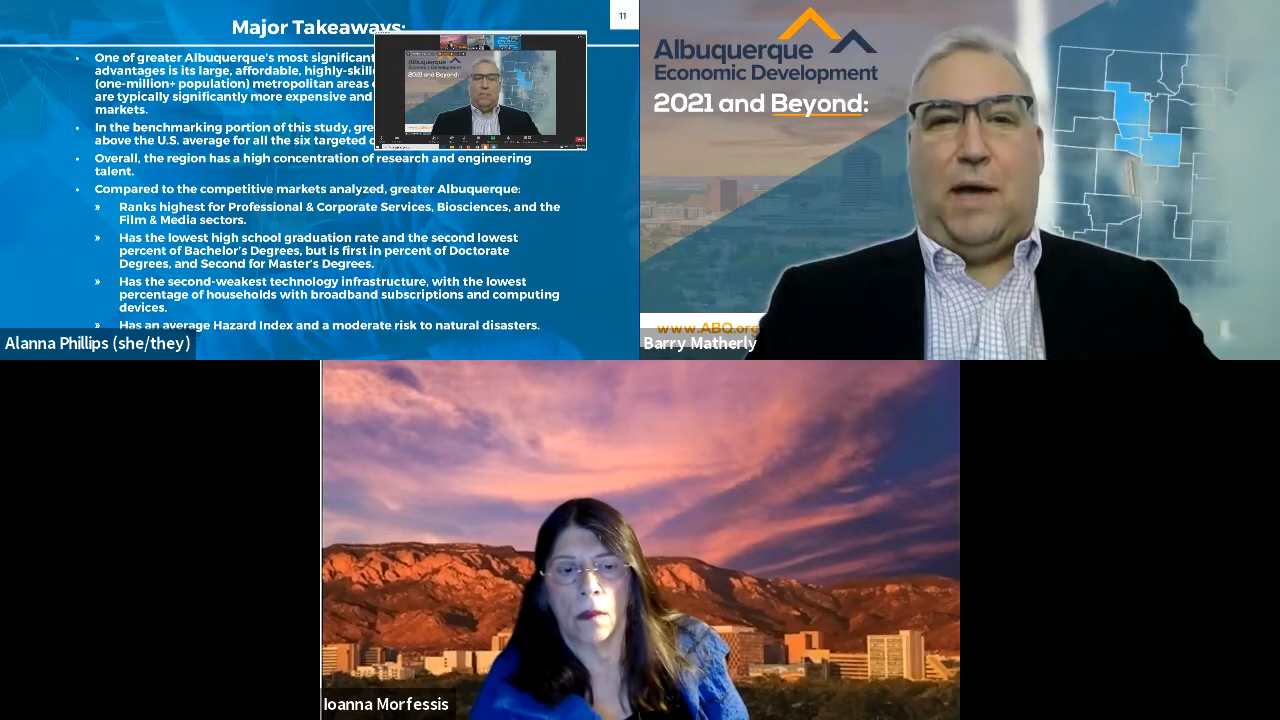 11
Major Takeaways:
• One of greater Albuquerque's most significant
advantages is its large, affordable, highly-skille
(one-million+ population) metropolitan areas
are typically significantly more expensive and
markets.
• In the benchmarking portion of this study, gre
above the U.S. average for all the six targeted
• Overall, the region has a high concentration of research and engineering
talent.
• Compared to the competitive markets analyzed, greater Albuquerque:
» Ranks highest for Professional & Corporate Services, Biosciences, and the
Film & Media sectors.
» Has the lowest high school graduation rate and the second lowest
percent of Bachelor's Degrees, but is first in percent of Doctorate
Degrees, and Second for Master's Degrees.
» Has the second-weakest technology infrastructure, with the lowest
percentage of households with broadband subscriptions and computing
devices.
» Has an average Hazard Index and a moderate risk to natural disasters.
Alanna Phillips (she/they)
Albuquerque
Economic Development
2021 and Beyond:
Albuquerque
Economic Development
2021 and Beyond:
www.ABQ.org
Barry Matherly
Ioanna Morfessis